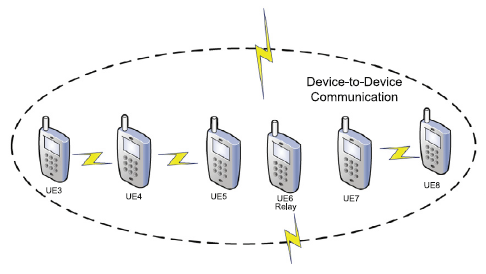 Device-to-Device
Communication
UE3
UE4
UE5
UE6
Relay
UE7
UE8